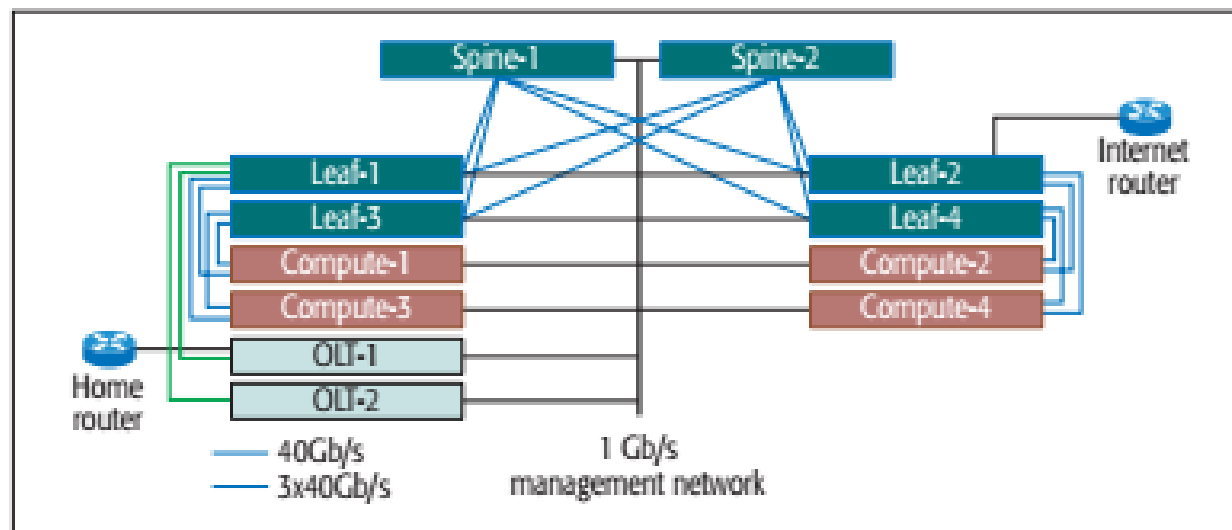 Spine-1
Spine-2
Leaf-1
Leaf-2
Internet
router
Leaf-3
Leaf-4
Compute-1
Compute-2
Compute-3
Compute-4
Home
router
OLT-1
OLT-2
40Gb/s
3x40Gb/s
1 Gb/s
management network